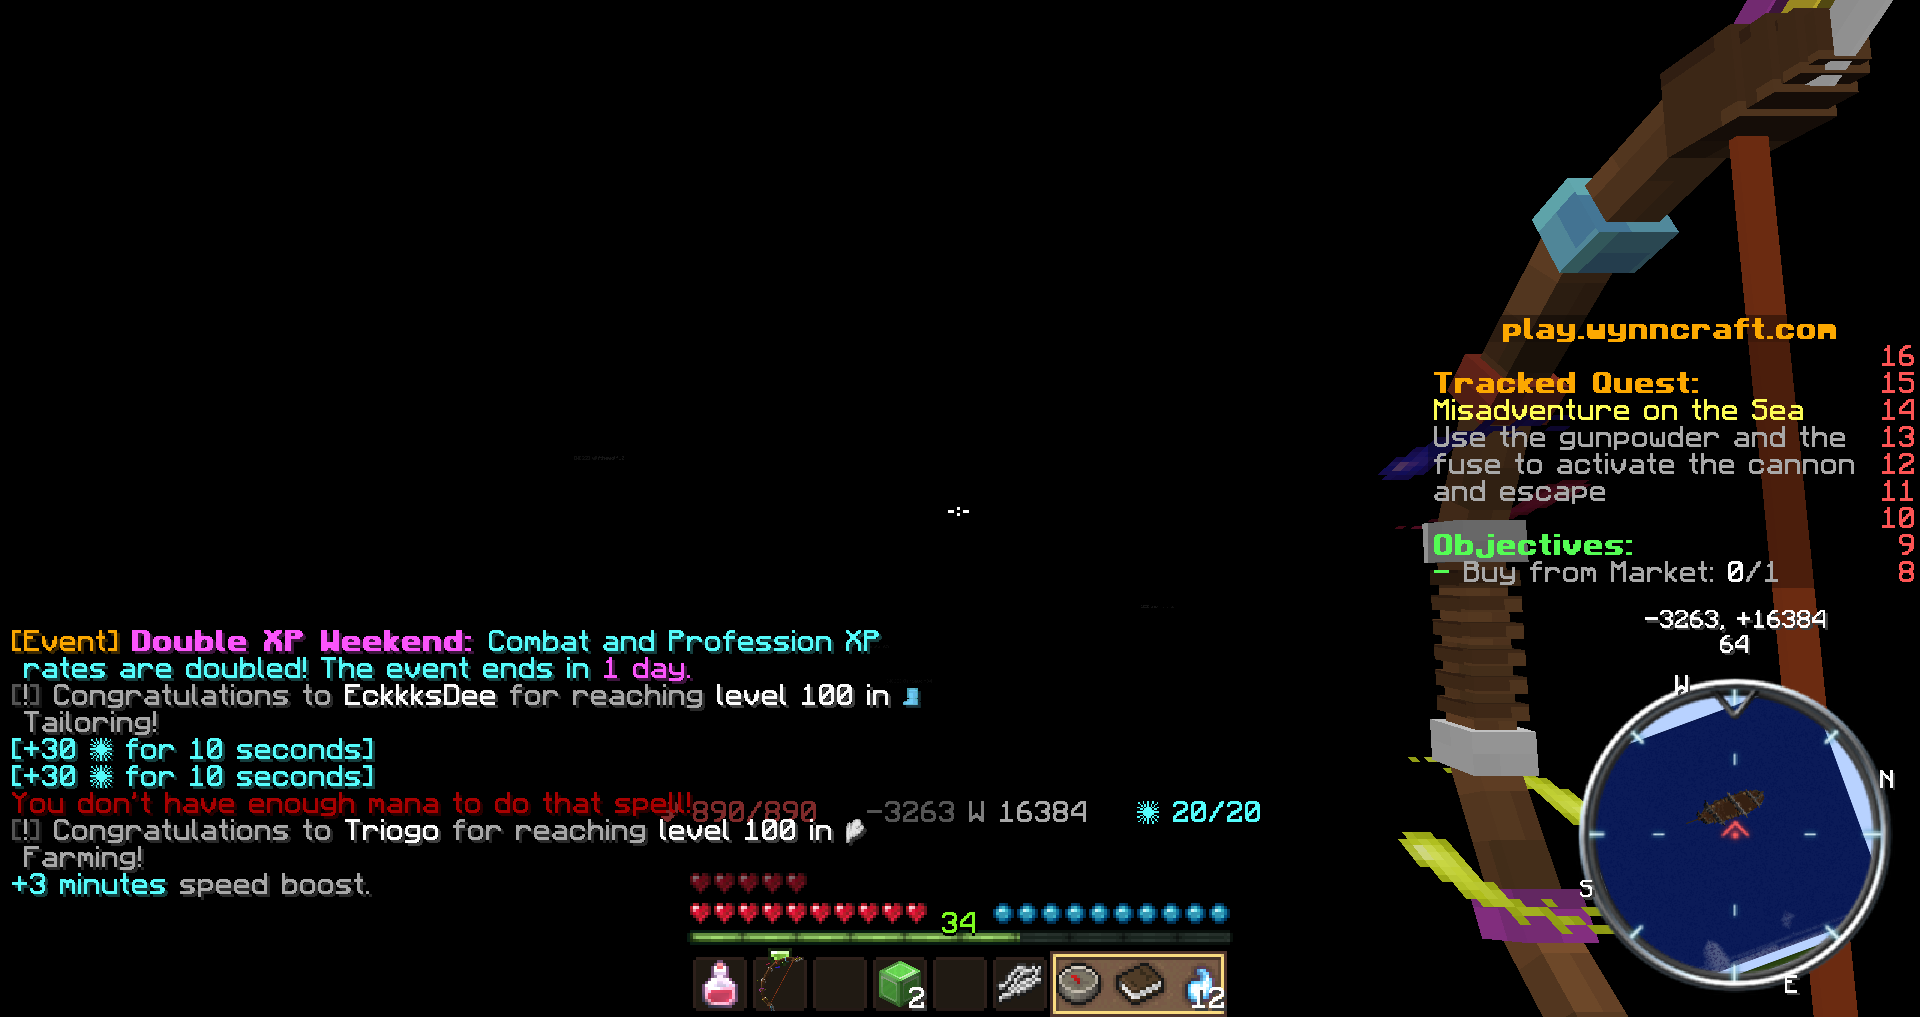 play.wynncraft.com
16
Tracked Quest:
15
Misadventure on the Sea
14
Use the gunpowder and the
13
fuse to activate the cannon
12
and escape
11
10
Objectives:
9
- Buy from Market: 0/1
8
-3263, +16384
64
[Event] Double XP Weekend: Combat and Profession XP
rates are doubled! The event ends in 1 day.
[!] Congratulations to EckkksDee for reaching level 100 in
Tailoring!
[+30 for 10 seconds]
[+30 for 10 seconds]
You don't have enough mana to do that spell!
890/890 -3263 W 16384 20/20
[!] Congratulations to Triogo for reaching level 100 in
Farming!
+3 minutes speed boost.
W
N
S
E
34
2
12